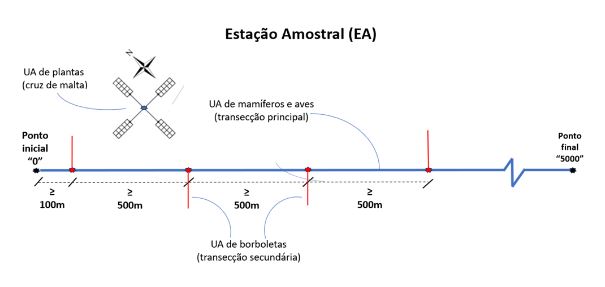 Estação Amostral (EA)
N
UA de plantas
(cruz de malta)
UA de mamíferos e aves
(transecção principal)
Ponto
inicial
"0"
Ponto
final
"5000"
≥
100m
≥
500m
≥
500m
≥
500m
UA de borboletas
(transecção secundária)